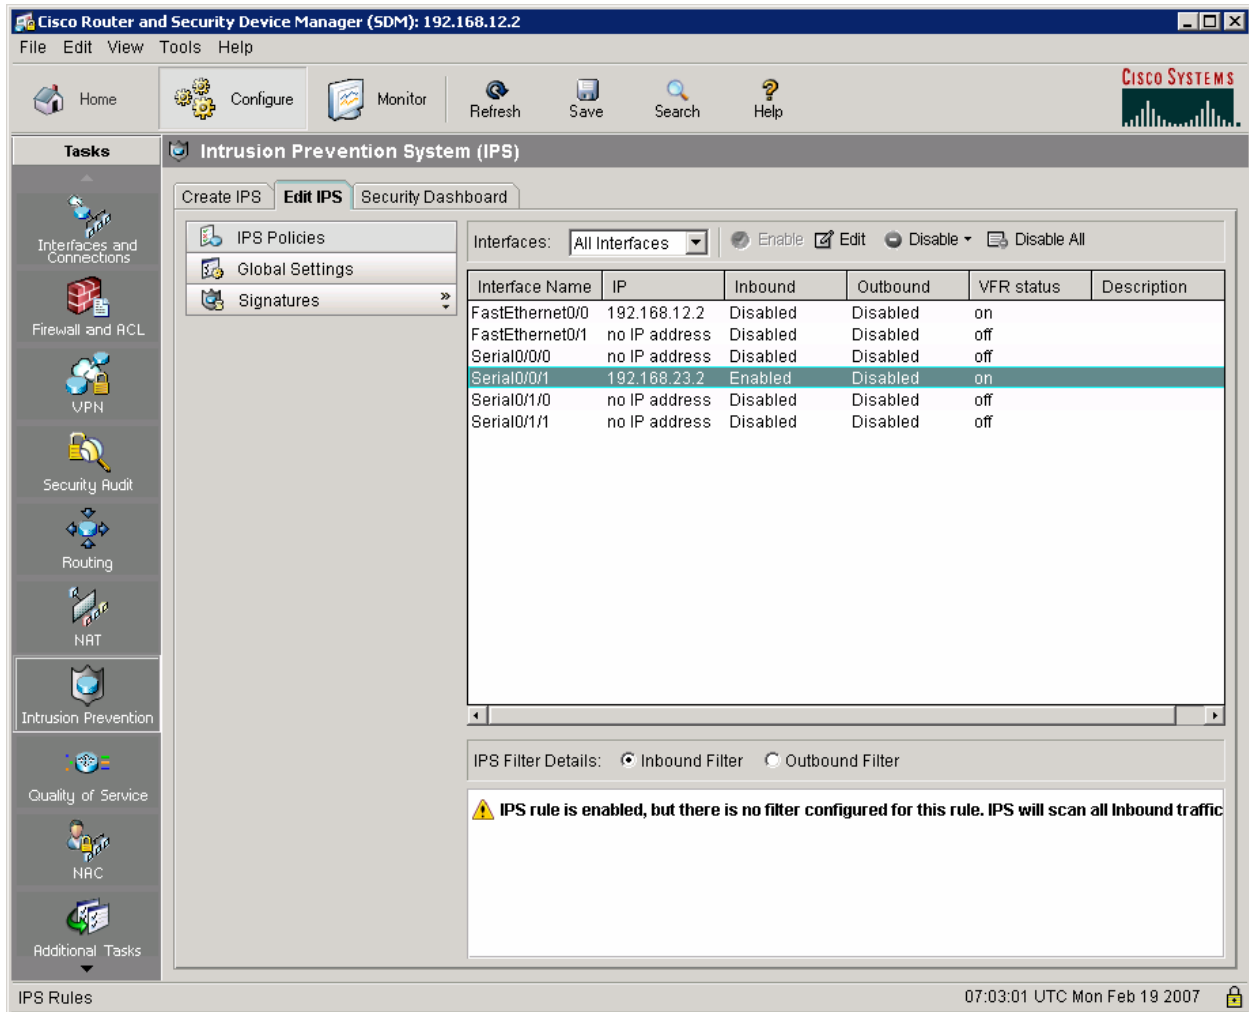 Cisco Router and Security Device Manager (SDM): 192.168.12.2
File Edit View Tools Help
Home Configure Monitor Refresh Save Search Help
CISCO SYSTEMS
Tasks
Interfaces and Connections
Firewall and ACL
VPN
Security Audit
Routing
NAT
Intrusion Prevention
Quality of Service
NAC
Additional Tasks
Intrusion Prevention System (IPS)
Create IPS Edit IPS Security Dashboard
IPS Policies
Global Settings
Signatures
Interfaces: All Interfaces Enable Edit Disable Disable All
Interface Name IP Inbound Outbound VFR status Description
FastEthernet0/0 192.168.12.2 Disabled Disabled on
FastEthernet0/1 no IP address Disabled Disabled off
Serial0/0/0 no IP address Disabled Disabled off
Serial0/0/1 192.168.23.2 Enabled Disabled on
Serial0/1/0 no IP address Disabled Disabled off
Serial0/1/1 no IP address Disabled Disabled off
IPS Filter Details: Inbound Filter Outbound Filter
IPS rule is enabled, but there is no filter configured for this rule. IPS will scan all Inbound traffic
IPS Rules
07:03:01 UTC Mon Feb 19 2007